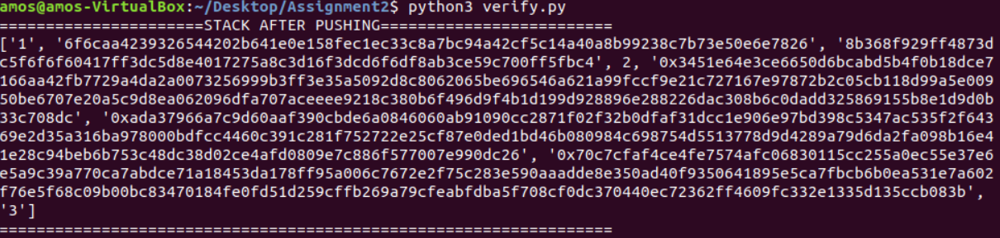 amos@amos-VirtualBox:~/Desktop/Assignment2$ python3 verify.py
======================STACK AFTER PUSHING=========================
['1', '6f6caa4239326544202b641e0e158fec1ec33c8a7bc94a42cf5c14a40a8b99238c7b73e50e6e7826', '8b368f929ff4873d
c5f6f6f60417ff3dc5d8e4017275a8c3d16f3dcd6f6df8ab3ce59c700ff5fbc4', 2, '0x3451e64e3ce6650d6bcabd5b4f0b18dce7
166aa42fb7729a4da2a0073256999b3ff3e35a5092d8c8062065be696546a621a99fccf9e21c727167e97872b2c05cb118d99a5e009
50be6707e20a5c9d8ea062096dfa707aceeee9218c380b6f496d9f4b1d199d928896e288226dac308b6c0dadd325869155b8e1d9d0b
33c708dc', '0xada37966a7c9d60aaf390cbde6a0846060ab91090cc2871f02f32b0dfaf31dcc1e906e97bd398c5347ac535f2f643
69e2d35a316ba978000bdfcc4460c391c281f752722e25cf87e0ded1bd46b080984c698754d5513778d9d4289a79d6da2fa098b16e4
1e28c94beb6b753c48dc38d02ce4afd0809e7c886f577007e990dc26', '0x70c7cfaf4ce4fe7574afc06830115cc255a0ec55e37e6
e5a9c39a770ca7abdce71a18453da178ff95a006c7672e2f75c283e590aaadde8e350ad40f9350641895e5ca7fbcb6b0ea531e7a602
f76e5f68c09b00bc83470184fe0fd51d259cffb269a79cfeabfdba5f708cf0dc370440ec72362ff4609fc332e1335d135ccb083b',
'3']
==================================================================